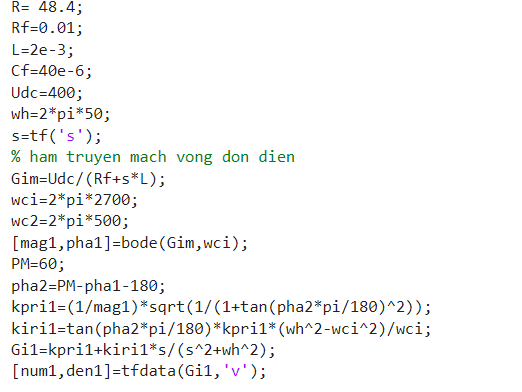 R= 48.4;
Rf=0.01;
L=2e-3;
Cf=40e-6;
Udc=400;
wh=2*pi*50;
s=tf('s');
% ham truyen mach vong don dien
Gim=Udc/(Rf+s*L);
wci=2*pi*2700;
wc2=2*pi*500;
[mag1,pha1]=bode(Gim,wci);
PM=60;
pha2=PM-pha1-180;
kpri1=(1/mag1)*sqrt(1/(1+tan(pha2*pi/180)^2));
kiri1=tan(pha2*pi/180)*kpri1*(wh^2-wci^2)/wci;
Gi1=kpri1+kiri1*s/(s^2+wh^2);
[num1,den1]=tfdata(Gi1,'v');